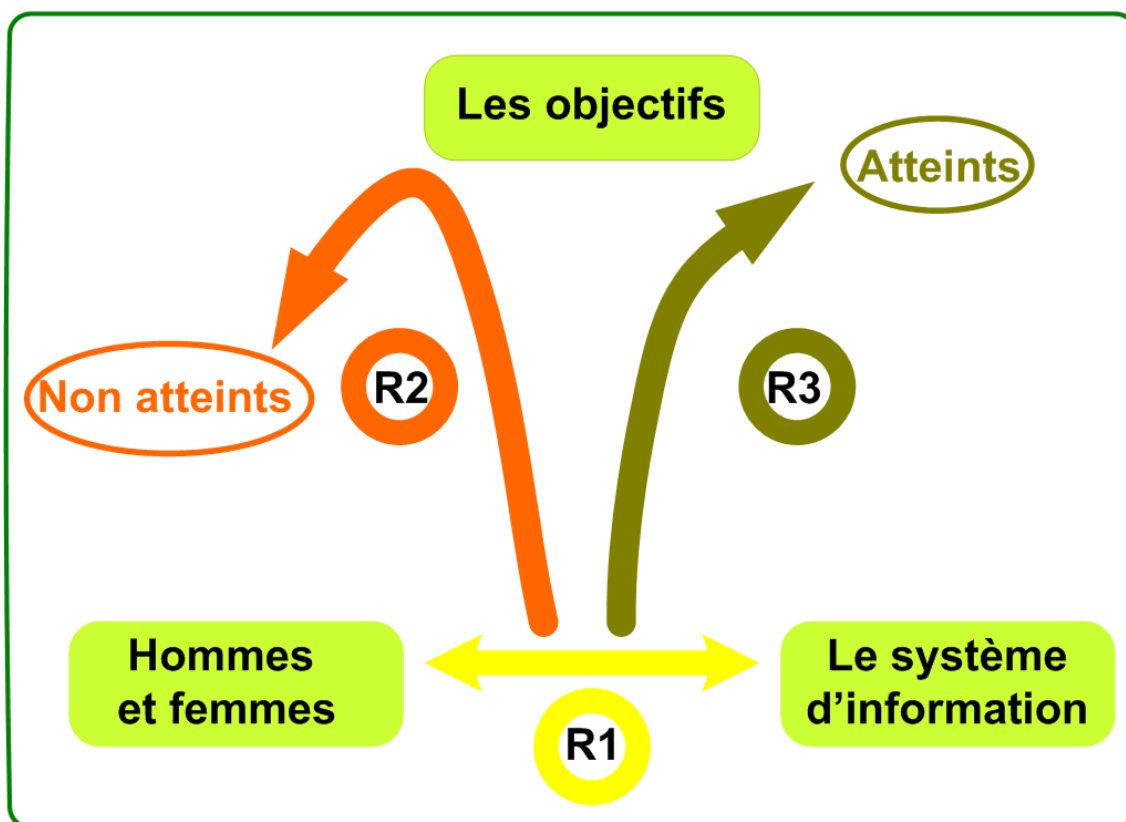 Les objectifs
Atteints
Non atteints
R2
R3
Hommes
et femmes
Le système
d’information
R1